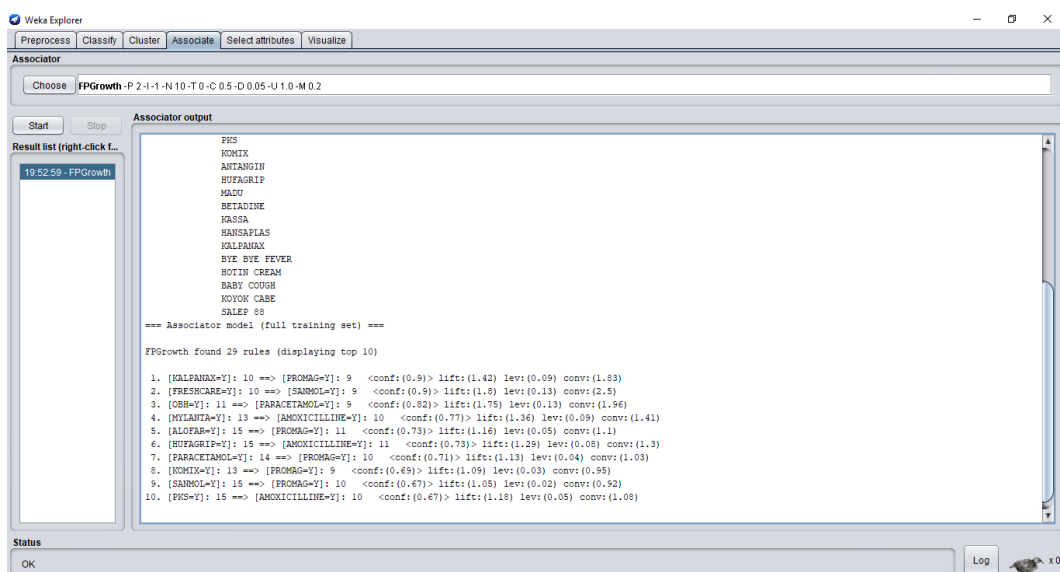 Weka Explorer
Preprocess Classify Cluster Associate Select attributes Visualize
Associator
Choose FPGrowth -P 2 -I -1 -N 10 -T 0 -C 0.5 -D 0.05 -U 1.0 -M 0.2
Start Stop
Associator output
Result list (right-click f...
19:52:59 - FPGrowth
PKS
KOMIX
ANTANGIN
HUFAGRIP
MADU
BETADINE
KASSA
HANSAPLAS
KALPANAX
BYE BYE FEVER
HOTIN CREAM
BABY COUGH
KOYOK CABE
SALEP 88
=== Associator model (full training set) ===
FPGrowth found 29 rules (displaying top 10)
1. [KALPANAX=Y]: 10 ==> [PROMAG=Y]: 9 <conf:(0.9)> lift:(1.42) lev:(0.09) conv:(1.83)
2. [FRESHCARE=Y]: 10 ==> [SANMOL=Y]: 9 <conf:(0.9)> lift:(1.8) lev:(0.13) conv:(2.5)
3. [OBH=Y]: 11 ==> [PARACETAMOL=Y]: 9 <conf:(0.82)> lift:(1.75) lev:(0.13) conv:(1.96)
4. [MYLANTA=Y]: 13 ==> [AMOXICILLINE=Y]: 10 <conf:(0.77)> lift:(1.36) lev:(0.09) conv:(1.41)
5. [ALOFAR=Y]: 15 ==> [PROMAG=Y]: 11 <conf:(0.73)> lift:(1.16) lev:(0.05) conv:(1.1)
6. [HUFAGRIP=Y]: 15 ==> [AMOXICILLINE=Y]: 11 <conf:(0.73)> lift:(1.29) lev:(0.08) conv:(1.3)
7. [PARACETAMOL=Y]: 14 ==> [PROMAG=Y]: 10 <conf:(0.71)> lift:(1.13) lev:(0.04) conv:(1.03)
8. [KOMIX=Y]: 13 ==> [PROMAG=Y]: 9 <conf:(0.69)> lift:(1.09) lev:(0.03) conv:(0.95)
9. [SANMOL=Y]: 15 ==> [PROMAG=Y]: 10 <conf:(0.67)> lift:(1.05) lev:(0.02) conv:(0.92)
10. [PKS=Y]: 15 ==> [AMOXICILLINE=Y]: 10 <conf:(0.67)> lift:(1.18) lev:(0.05) conv:(1.08)
Status
OK
Log
x 0